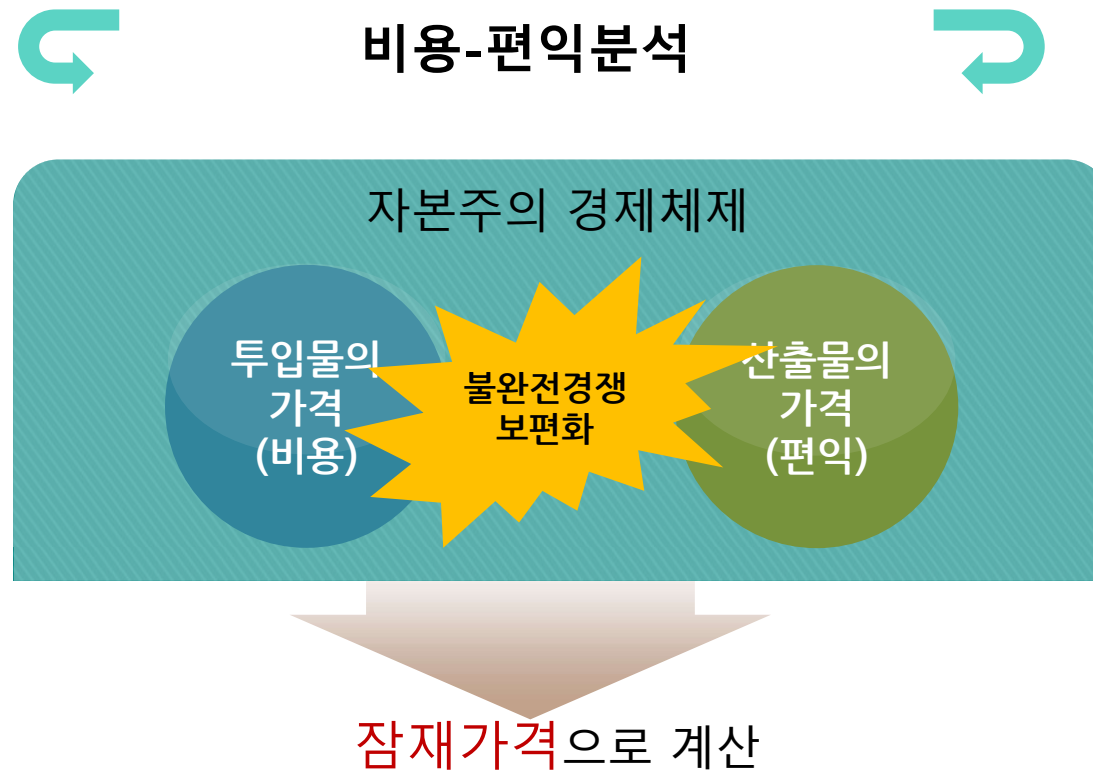 비용-편익분석
자본주의 경제체제
투입물의
가격
(비용)
불완전경쟁
보편화
산출물의
가격
(편익)
잠재가격으로 계산